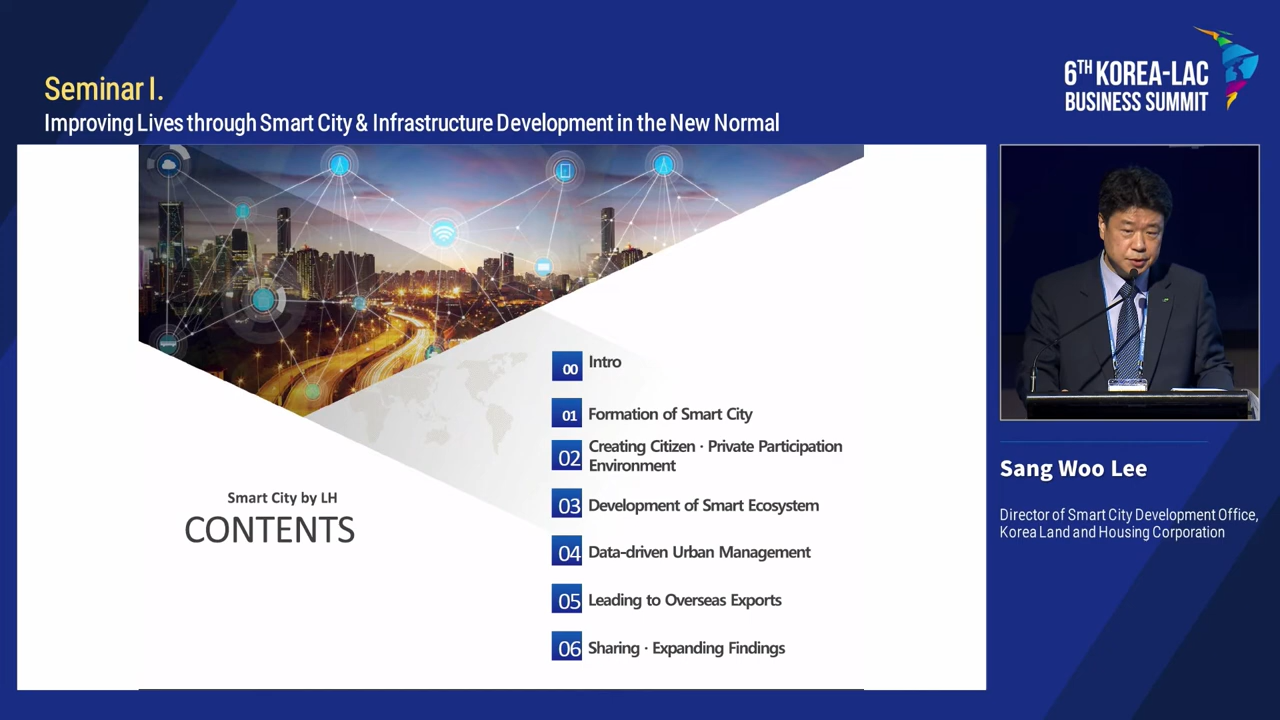 Seminar I.
Improving Lives through Smart City & Infrastructure Development in the New Normal
6TH KOREA-LAC
BUSINESS SUMMIT
00 Intro
01 Formation of Smart City
02 Creating Citizen · Private Participation
Environment
03 Development of Smart Ecosystem
04 Data-driven Urban Management
05 Leading to Overseas Exports
06 Sharing · Expanding Findings
Smart City by LH
CONTENTS
Sang Woo Lee
Director of Smart City Development Office,
Korea Land and Housing Corporation